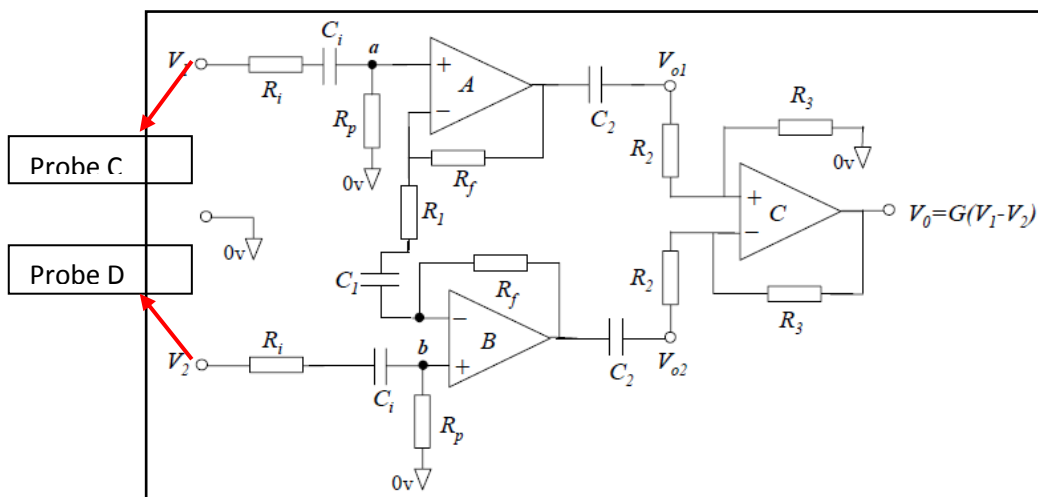 V1
Ri
Ci
a
+
−
A
Rp
0v
Rf
C2
Vo1
R2
R3
0v
+
−
C
V0=G(V1-V2)
Probe C
0v
R1
C1
Probe D
Rf
−
+
B
V2
Ri
Ci
b
Rp
0v
C2
Vo2
R2
R3